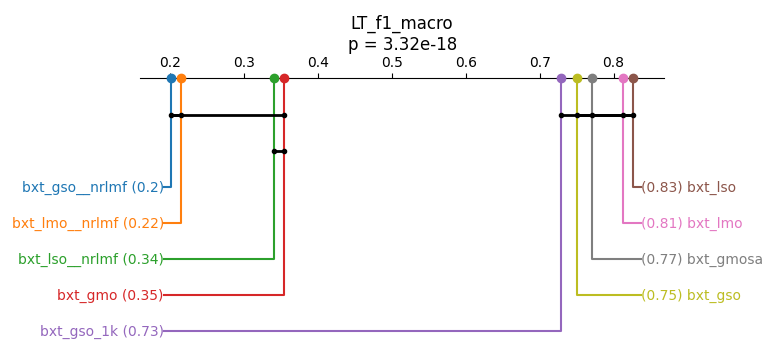 LT_f1_macro
p = 3.32e-18
0.2 0.3 0.4 0.5 0.6 0.7 0.8
bxt_gso__nrlmf (0.2)
(0.83) bxt_lso
bxt_lmo__nrlmf (0.22)
(0.81) bxt_lmo
bxt_lso__nrlmf (0.34)
(0.77) bxt_gmosa
bxt_gmo (0.35)
(0.75) bxt_gso
bxt_gso_1k (0.73)